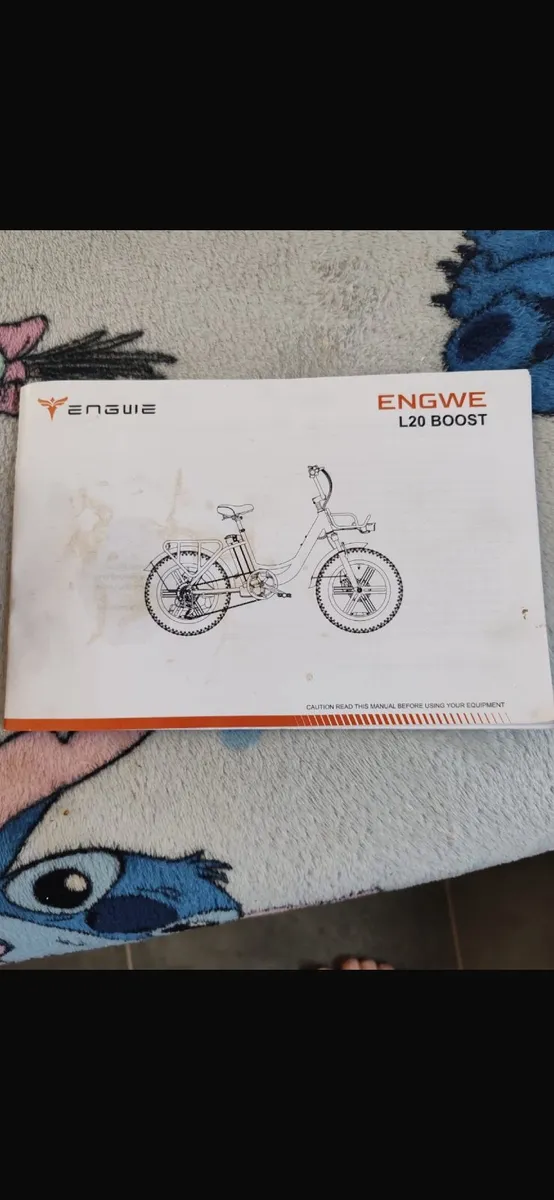 ENGWE
ENGWE
L20 BOOST
CAUTION READ THIS MANUAL BEFORE USING YOUR EQUIPMENT